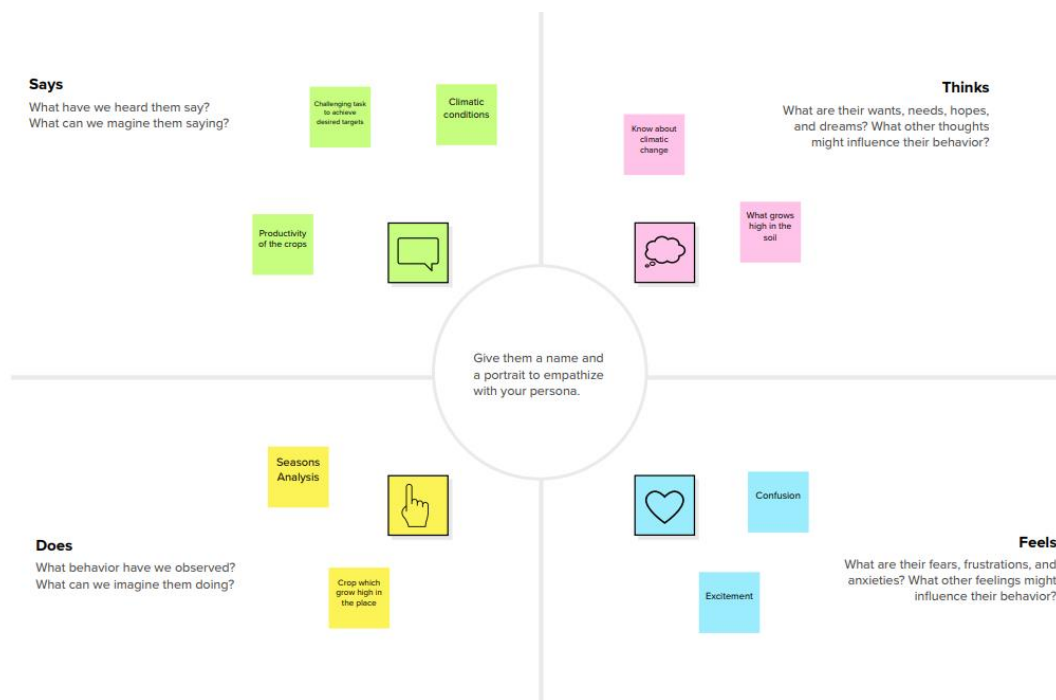 Says
What have we heard them say?
What can we magine them saying?
Challenging task
to achieve
desired targets
Climatic
conditions
Productivity
of the crops
Thinks
What are their wants, needs, hopes,
and dreams? What other thoughts
might influence their behavior?
Know about
climatic
change
What grows
high in the
soil
Give them a name and
a portrait to empathize
with your persona.
Seasons
Analysis
Does
What behavior have we observed?
What can we imagine them doing?
Crop which
grow high in
the place
Confusion
Feels
What are their fears, frustrations, and
anxieties? What other feelings might
influence their behavior?
Excitement